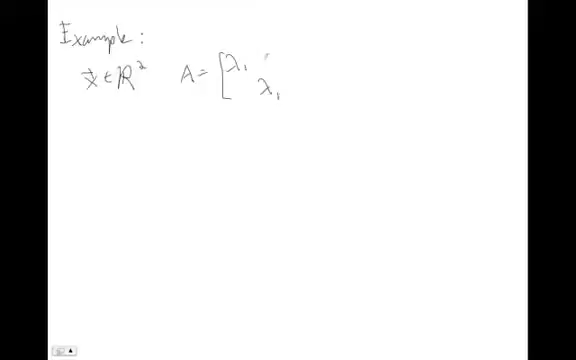 Example:
x⃗ ∈ ℝ² A = [ λ₁
λ₁